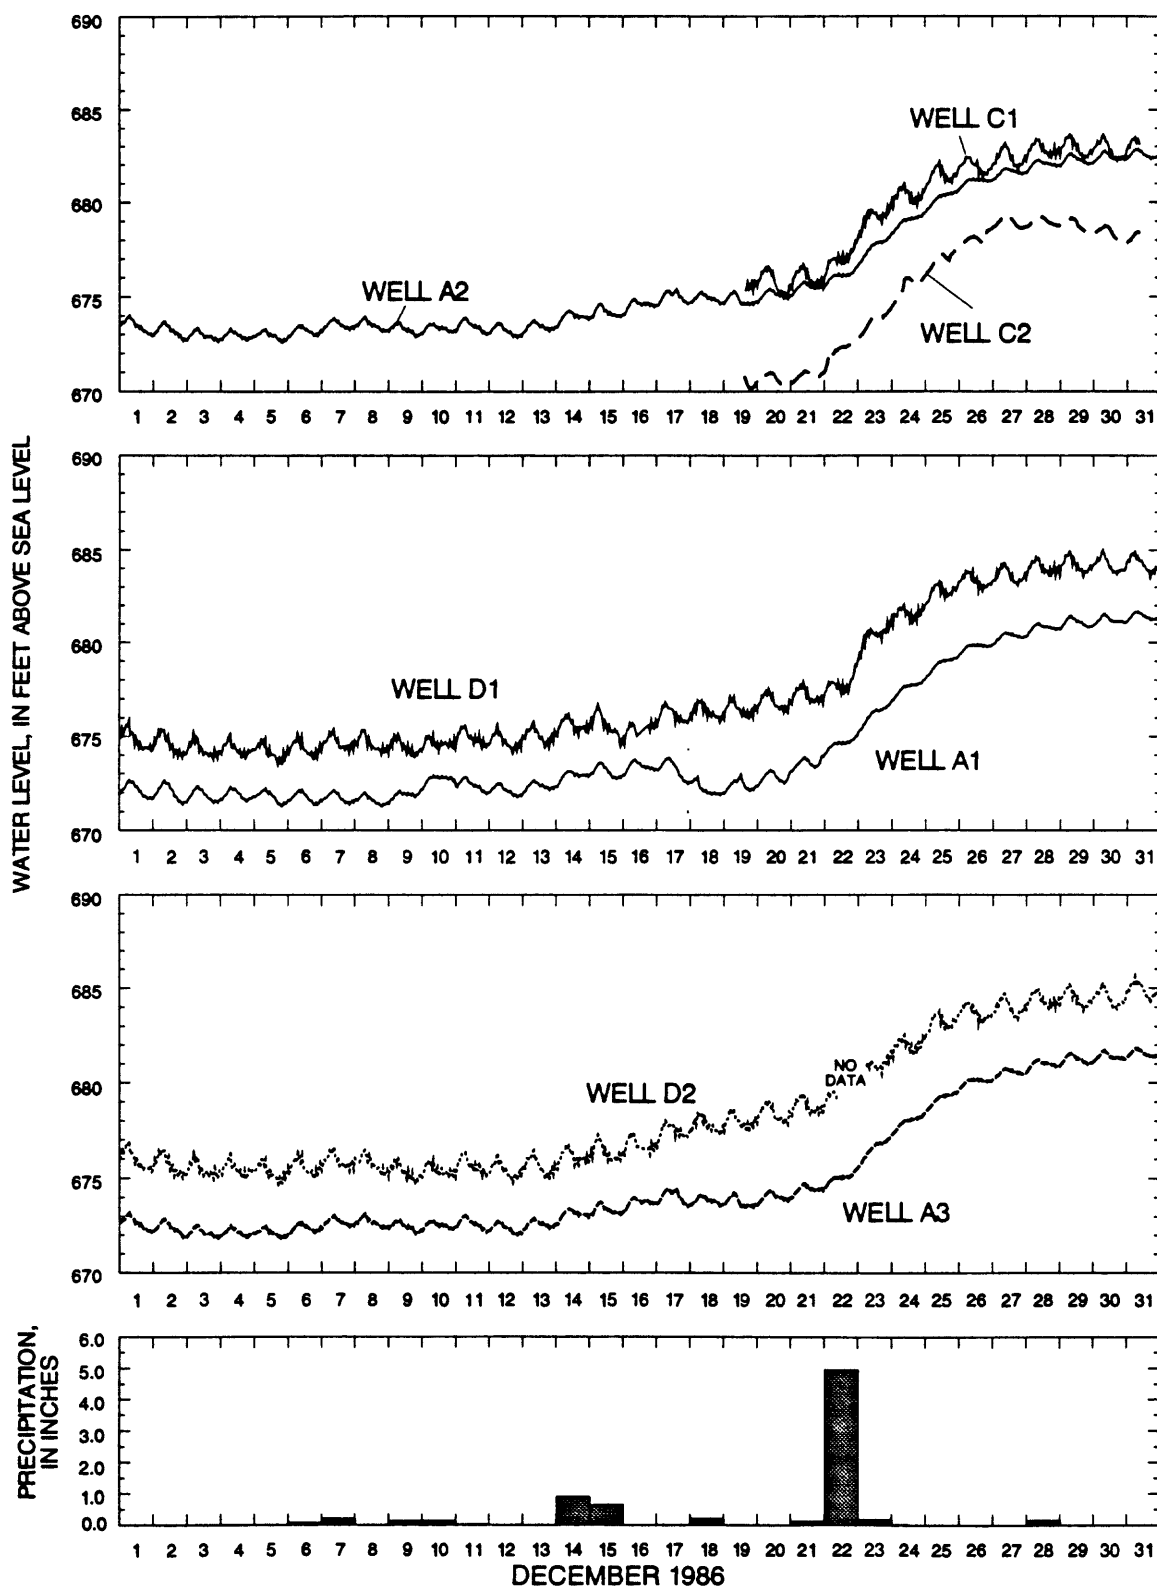 690
685
680
675
670
WELL C1
WELL A2
WELL C2
1 2 3 4 5 6 7 8 9 10 11 12 13 14 15 16 17 18 19 20 21 22 23 24 25 26 27 28 29 30 31
WATER LEVEL, IN FEET ABOVE SEA LEVEL
690
685
680
675
670
WELL D1
WELL A1
1 2 3 4 5 6 7 8 9 10 11 12 13 14 15 16 17 18 19 20 21 22 23 24 25 26 27 28 29 30 31
690
685
680
675
670
NO
DATA
WELL D2
WELL A3
1 2 3 4 5 6 7 8 9 10 11 12 13 14 15 16 17 18 19 20 21 22 23 24 25 26 27 28 29 30 31
PRECIPITATION,
IN INCHES
6.0
5.0
4.0
3.0
2.0
1.0
0.0
1 2 3 4 5 6 7 8 9 10 11 12 13 14 15 16 17 18 19 20 21 22 23 24 25 26 27 28 29 30 31
DECEMBER 1986